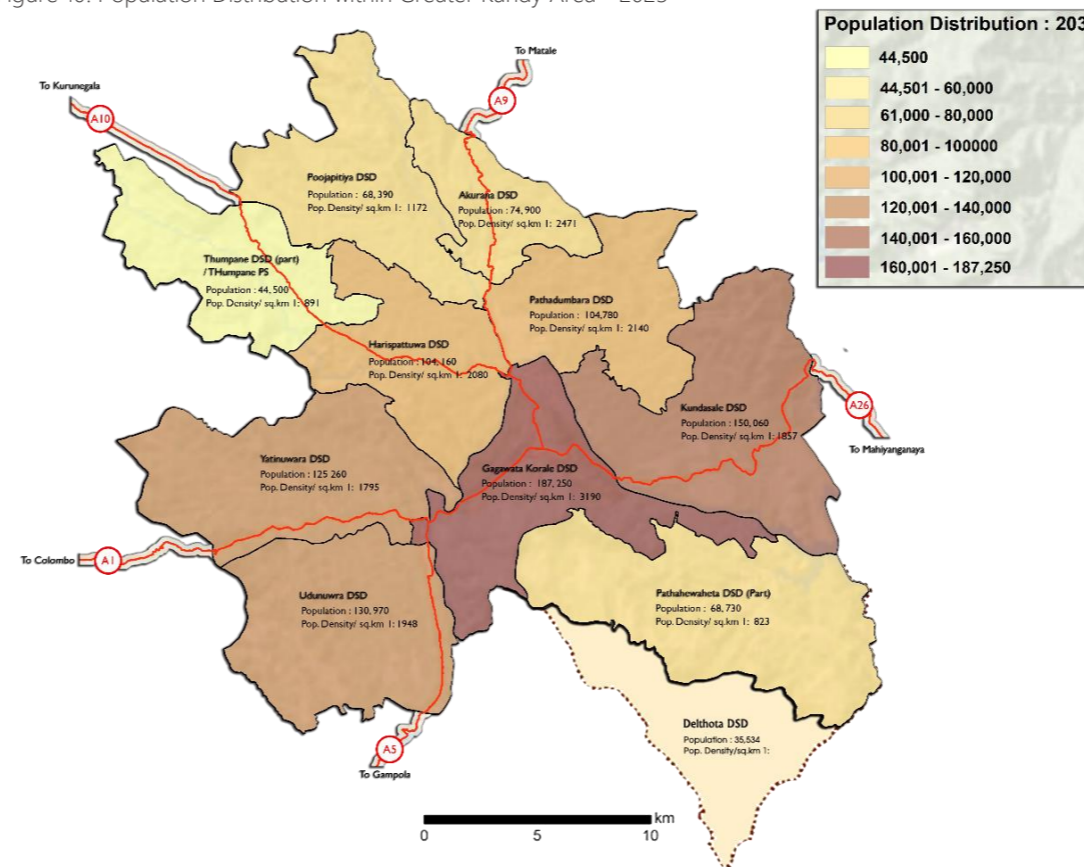 Population Distribution : 203
44,500
44,501 - 60,000
61,000 - 80,000
80,001 - 100000
100,001 - 120,000
120,001 - 140,000
140,001 - 160,000
160,001 - 187,250
To Matale
A9
To Kurunegala
A10
Poojapitiya DSD
Population : 68,390
Pop. Density/ sq.km 1: 1172
Akurana DSD
Population : 74,900
Pop. Density/ sq.km 1: 2471
Thumpane DSD (part)
/ THumpane PS
Population : 44,500
Pop. Density/ sq.km 1: 891
Pathadumbara DSD
Population : 104,780
Pop. Density/ sq.km 1: 2140
Harispattuwa DSD
Population : 104,160
Pop. Density/ sq.km 1: 2080
Kundasale DSD
Population : 150,060
Pop. Density/ sq.km 1: 1857
A26
To Mahiyanganaya
Yatinuwara DSD
Population : 125 260
Pop. Density/ sq.km 1: 1795
Gagawata Korale DSD
Population : 187,250
Pop. Density/ sq.km 1: 3190
To Colombo
A1
Udunuwra DSD
Population : 130,970
Pop. Density/ sq.km 1: 1948
Pathahewaheta DSD (Part)
Population : 68,730
Pop. Density/ sq.km 1: 823
Delthota DSD
Population : 35,534
Pop. Density/sq.km 1:
A5
To Gampola
km
0 5 10